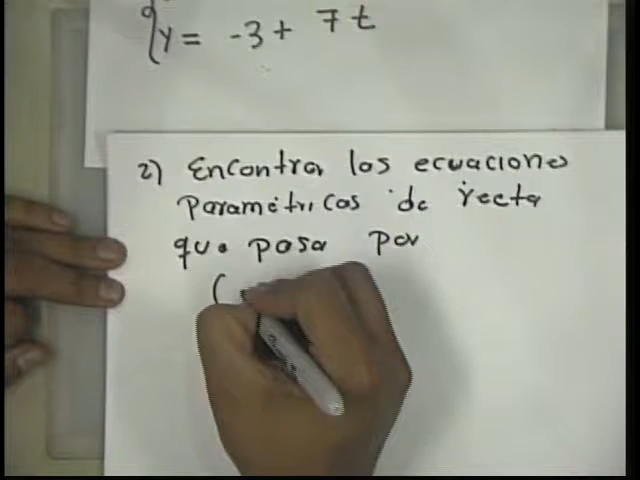 y = -3 + 7t
2) Encontrar las ecuaciones
Paramétricas de recta
que pasa por
(